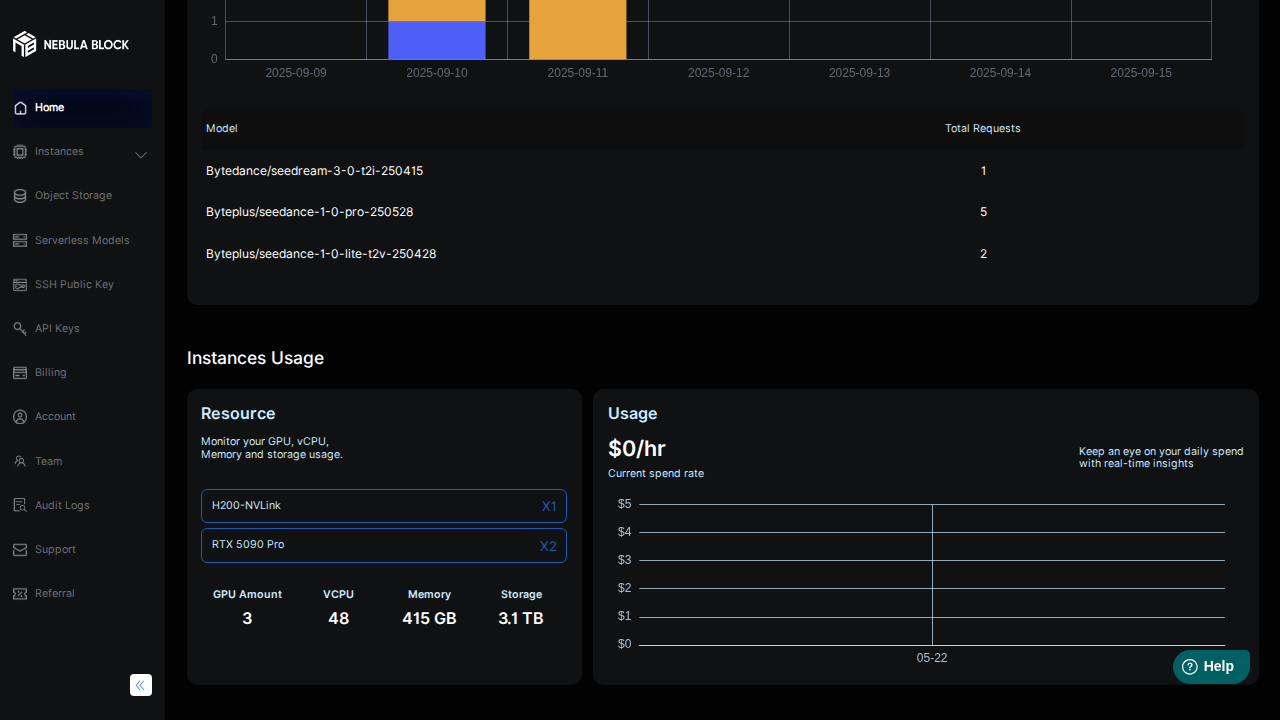 NEBULA BLOCK
Home
Instances
Object Storage
Serverless Models
SSH Public Key
API Keys
Billing
Account
Team
Audit Logs
Support
Referral
1
0
2025-09-09
2025-09-10
2025-09-11
2025-09-12
2025-09-13
2025-09-14
2025-09-15
Model Total Requests
Bytedance/seedream-3-0-t2i-250415 1
Byteplus/seedance-1-0-pro-250528 5
Byteplus/seedance-1-0-lite-t2v-250428 2
Instances Usage
Resource
Monitor your GPU, vCPU,
Memory and storage usage.
H200-NVLink X1
RTX 5090 Pro X2
GPU Amount VCPU Memory Storage
3 48 415 GB 3.1 TB
Usage
$0/hr
Current spend rate
Keep an eye on your daily spend
with real-time insights
$5
$4
$3
$2
$1
$0
05-22
Help